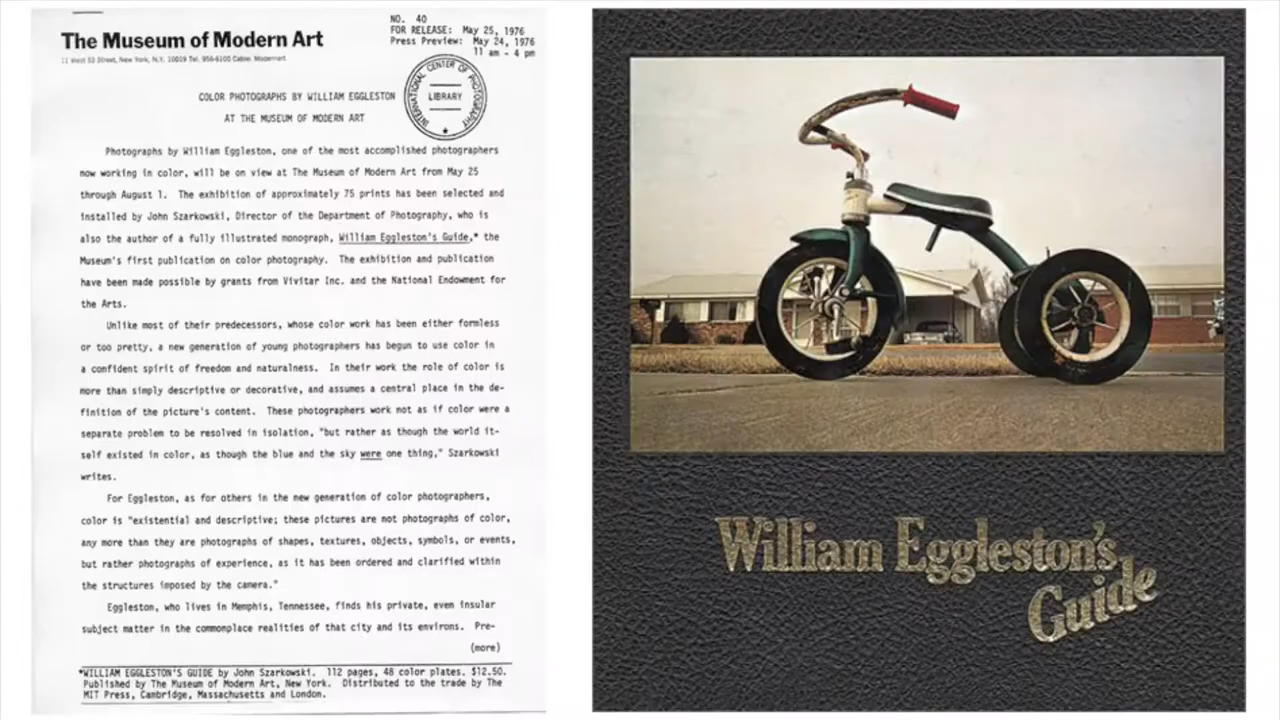 The Museum of Modern Art
11 West 53 Street, New York, N.Y. 10019 Tel. 956-6100 Cable: Modernart
NO. 40
FOR RELEASE: May 25, 1976
Press Preview: May 24, 1976
11 am - 4 pm
INTERNATIONAL CENTER OF PHOTOGRAPHY
LIBRARY
COLOR PHOTOGRAPHS BY WILLIAM EGGLESTON
AT THE MUSEUM OF MODERN ART
Photographs by William Eggleston, one of the most accomplished photographers
now working in color, will be on view at The Museum of Modern Art from May 25
through August 1. The exhibition of approximately 75 prints has been selected and
installed by John Szarkowski, Director of the Department of Photography, who is
also the author of a fully illustrated monograph, William Eggleston's Guide,* the
Museum's first publication on color photography. The exhibition and publication
have been made possible by grants from Vivitar Inc. and the National Endowment for
the Arts.
Unlike most of their predecessors, whose color work has been either formless
or too pretty, a new generation of young photographers has begun to use color in
a confident spirit of freedom and naturalness. In their work the role of color is
more than simply descriptive or decorative, and assumes a central place in the de-
finition of the picture's content. These photographers work not as if color were a
separate problem to be resolved in isolation, "but rather as though the world it-
self existed in color, as though the blue and the sky were one thing," Szarkowski
writes.
For Eggleston, as for others in the new generation of color photographers,
color is "existential and descriptive; these pictures are not photographs of color,
any more than they are photographs of shapes, textures, objects, symbols, or events,
but rather photographs of experience, as it has been ordered and clarified within
the structures imposed by the camera."
Eggleston, who lives in Memphis, Tennessee, finds his private, even insular
subject matter in the commonplace realities of that city and its environs. Pre-
(more)
*WILLIAM EGGLESTON'S GUIDE by John Szarkowski. 112 pages, 48 color plates. $12.50.
Published by The Museum of Modern Art, New York. Distributed to the trade by The
MIT Press, Cambridge, Massachusetts and London.
William Eggleston's
Guide